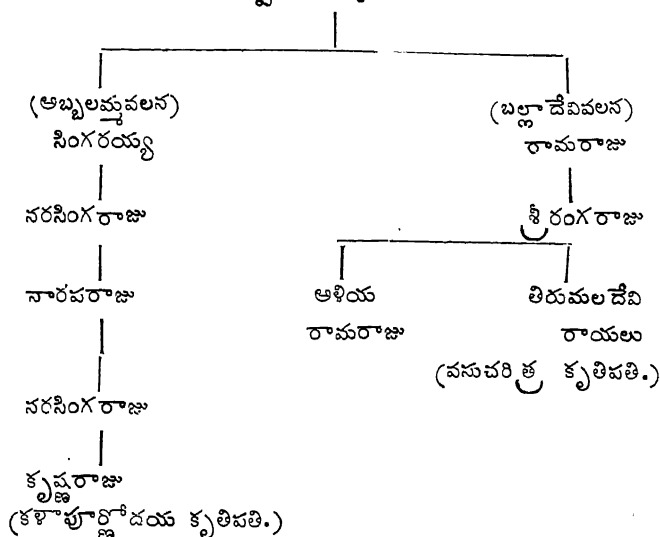 (అబ్బలమ్మవలన)
సింగరయ్య
నరసింగరాజు
నారపరాజు
నరసింగరాజు
కృష్ణరాజు
(కళాపూర్ణోదయ కృతిపతి.)
(బల్లాదేవివలన)
రామరాజు
శ్రీరంగరాజు
ఆళియ
రామరాజు
తిరుమలదేవి
రాయలు
(వసుచరిత్ర కృతిపతి.)